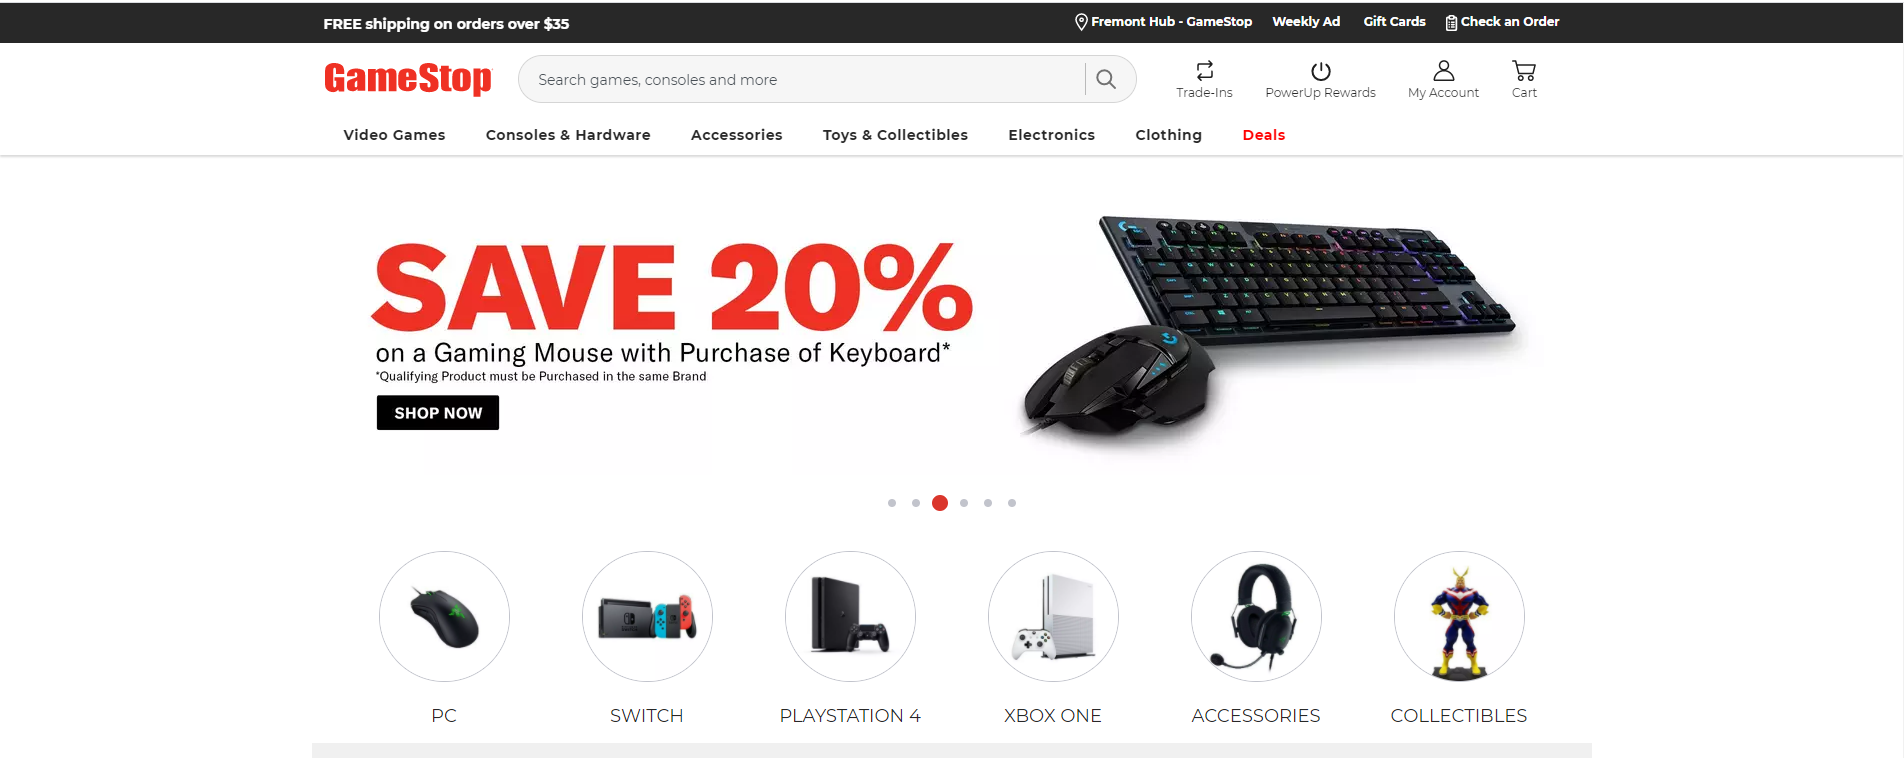 FREE shipping on orders over $35
Fremont Hub - GameStop Weekly Ad Gift Cards Check an Order
GameStop
Search games, consoles and more
Trade-Ins PowerUp Rewards My Account Cart
Video Games Consoles & Hardware Accessories Toys & Collectibles Electronics Clothing Deals
SAVE 20%
on a Gaming Mouse with Purchase of Keyboard*
*Qualifying Product must be Purchased in the same Brand
SHOP NOW
PC SWITCH PLAYSTATION 4 XBOX ONE ACCESSORIES COLLECTIBLES